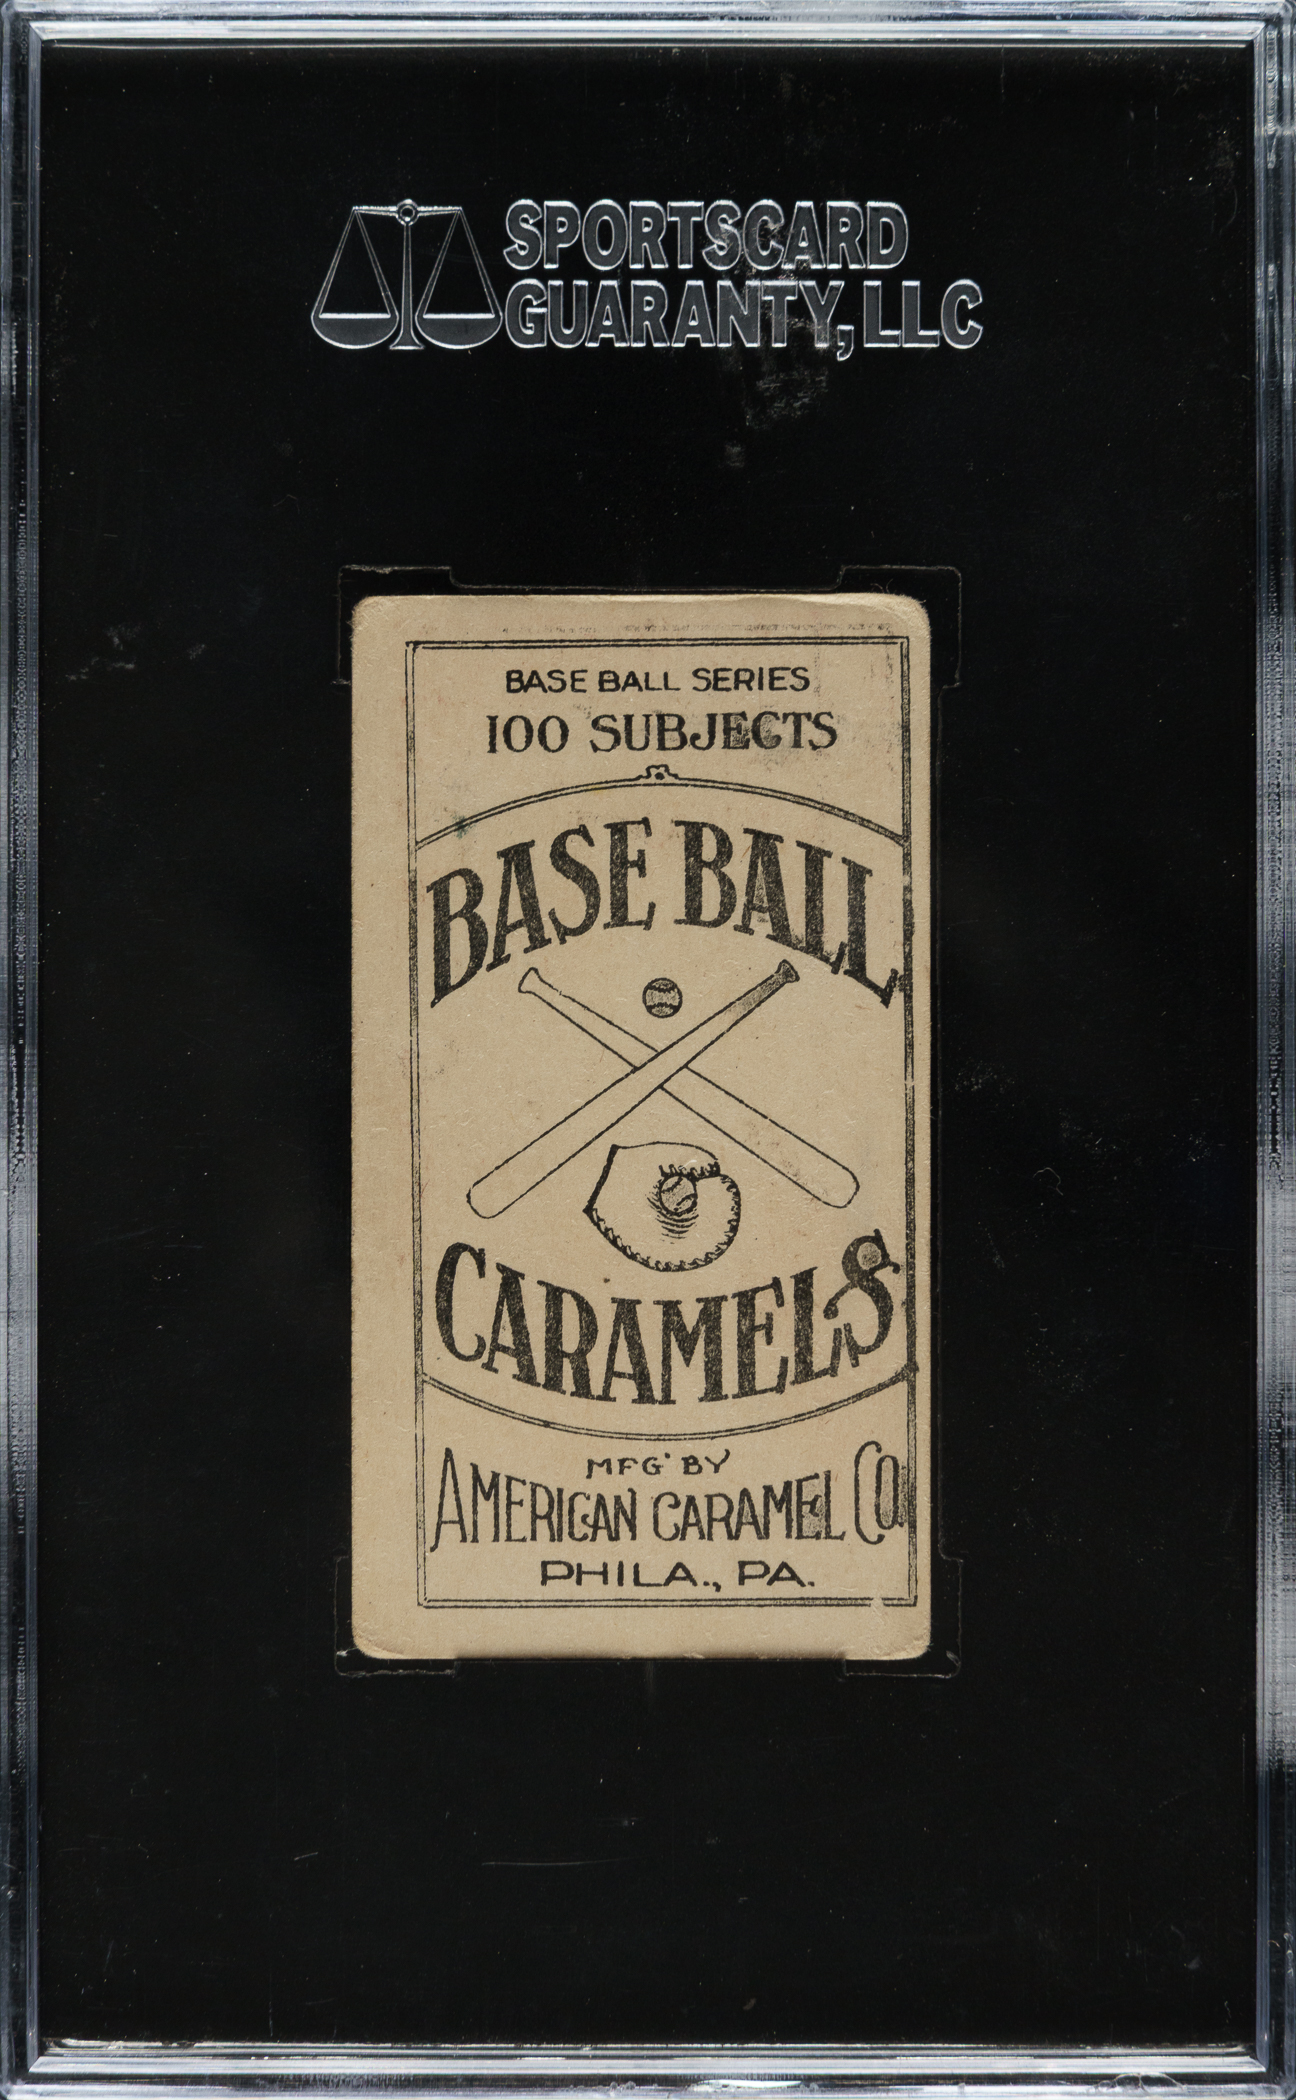 SPORTSCARD
GUARANTY, LLC
BASE BALL SERIES
100 SUBJECTS
BASE BALL
CARAMELS
MFG' BY
AMERICAN CARAMEL CO.
PHILA., PA.